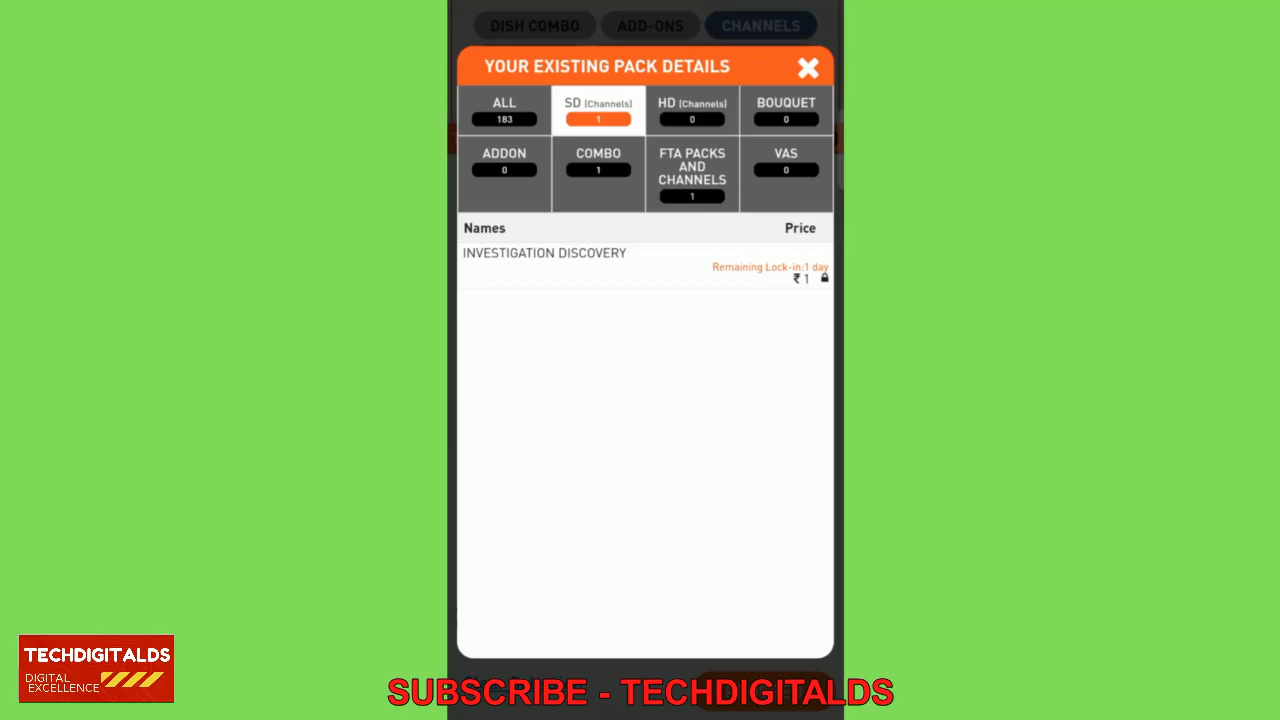 DISH COMBO ADD-ONS CHANNELS
YOUR EXISTING PACK DETAILS
ALL SD (Channels) HD (Channels) BOUQUET
183 1 0 0
ADDON COMBO FTA PACKS AND CHANNELS VAS
0 1 1 0
Names Price
INVESTIGATION DISCOVERY
Remaining Lock-in:1 day
₹ 1
TECHDIGITALDS
DIGITAL
EXCELLENCE
SUBSCRIBE - TECHDIGITALDS